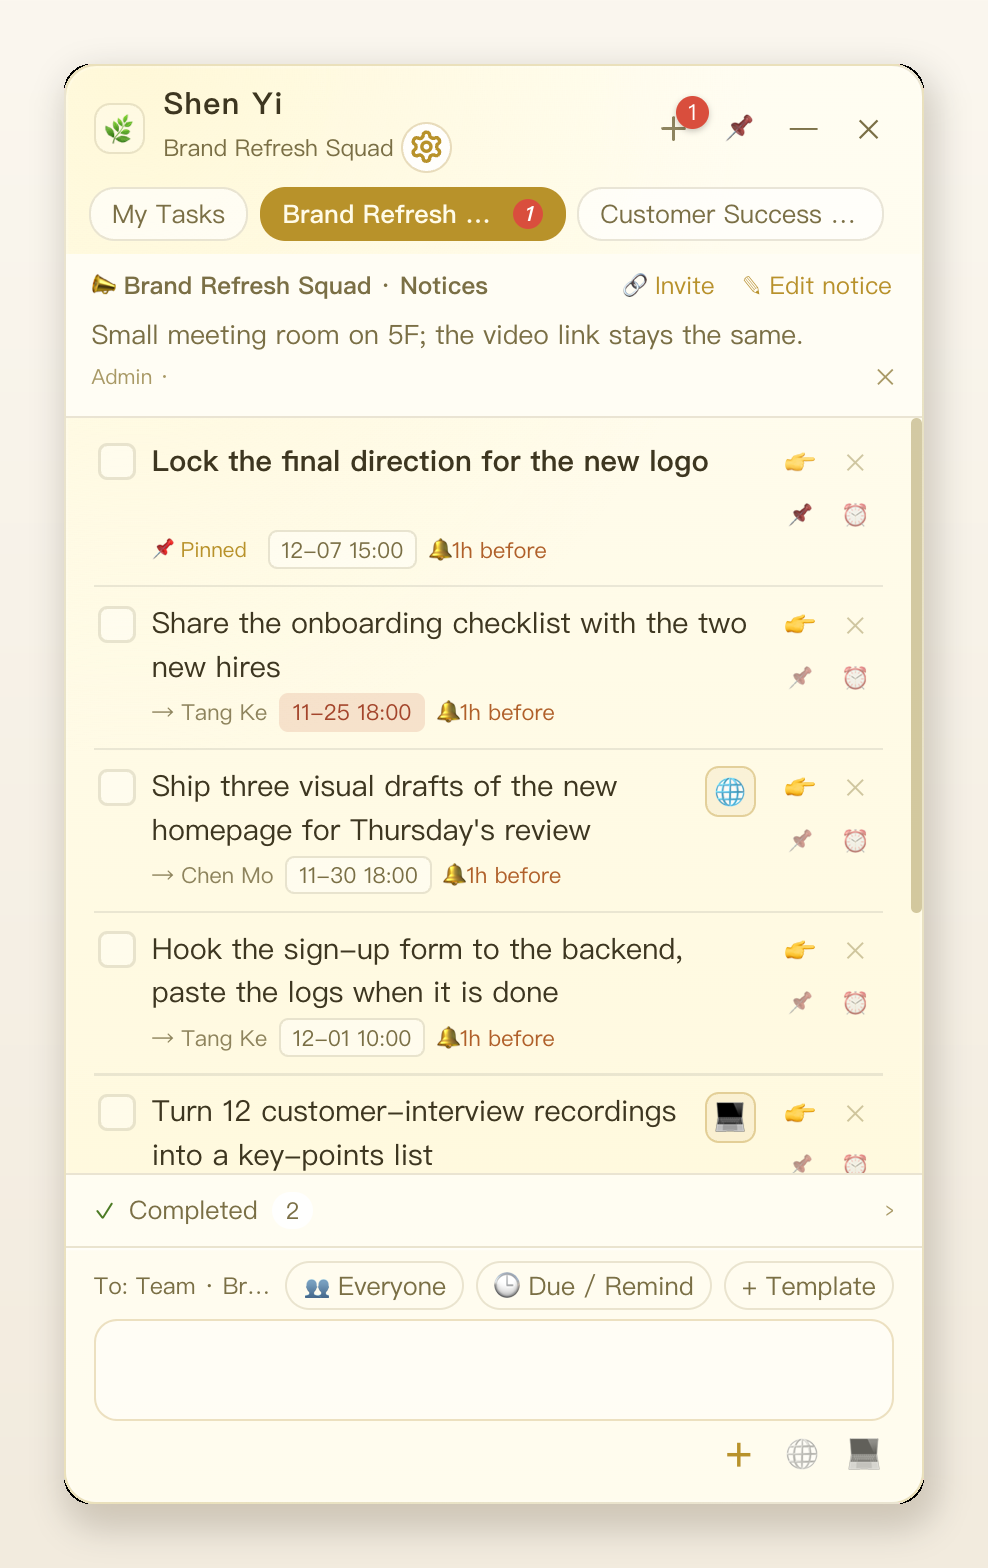 Shen Yi
Brand Refresh Squad
1
My Tasks
Brand Refresh ... 1
Customer Success ...
Brand Refresh Squad · Notices
Invite
Edit notice
Small meeting room on 5F; the video link stays the same.
Admin ·
Lock the final direction for the new logo
Pinned 12-07 15:00 1h before
Share the onboarding checklist with the two
new hires
→ Tang Ke 11-25 18:00 1h before
Ship three visual drafts of the new
homepage for Thursday's review
→ Chen Mo 11-30 18:00 1h before
Hook the sign-up form to the backend,
paste the logs when it is done
→ Tang Ke 12-01 10:00 1h before
Turn 12 customer-interview recordings
into a key-points list
✓ Completed 2 >
To: Team · Br... Everyone Due / Remind + Template